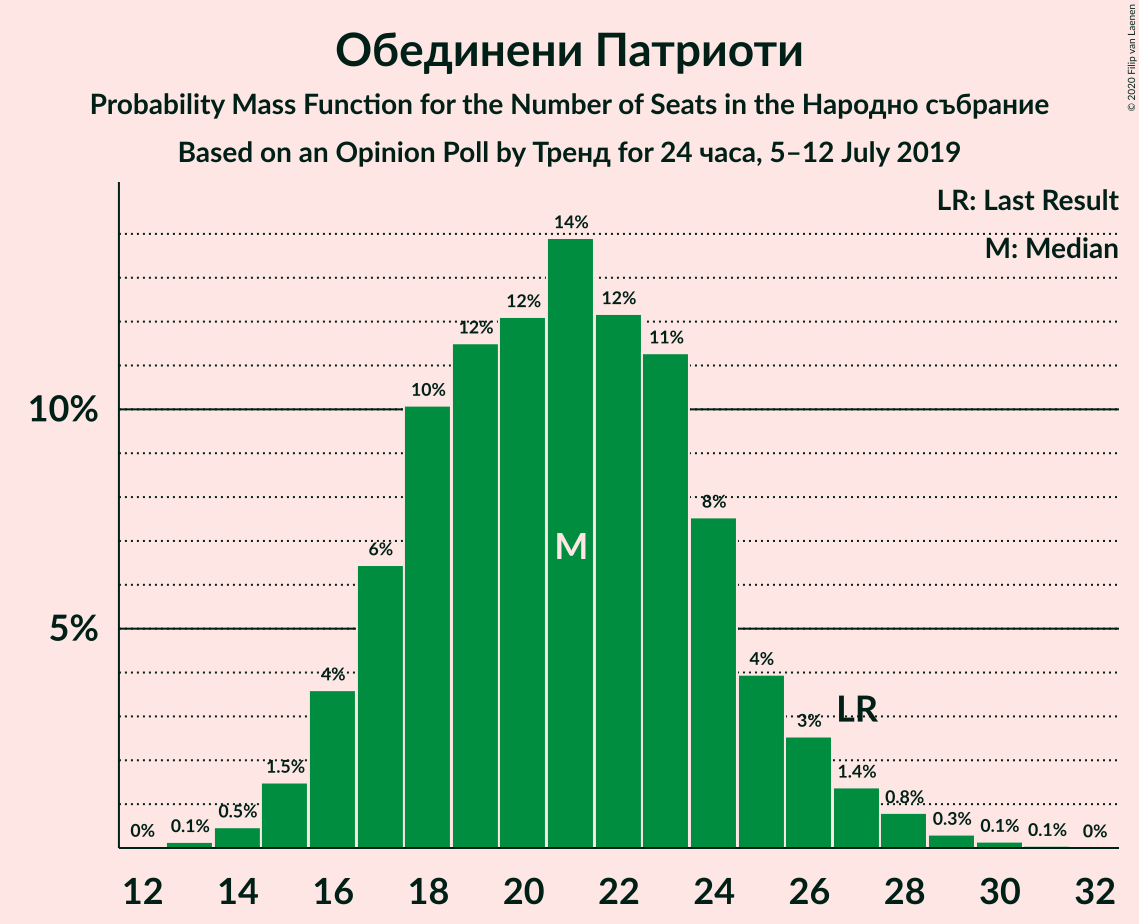 Обединени Патриоти
Probability Mass Function for the Number of Seats in the Народно събрание
Based on an Opinion Poll by Тренд for 24 часа, 5–12 July 2019
© 2020 Filip van Laenen
LR: Last Result
M: Median
10%
5%
0%
0.1%
0.5%
1.5%
4%
6%
10%
12%
12%
14%
12%
11%
8%
4%
3%
1.4%
0.8%
0.3%
0.1%
0.1%
0%
M
LR
12 14 16 18 20 22 24 26 28 30 32